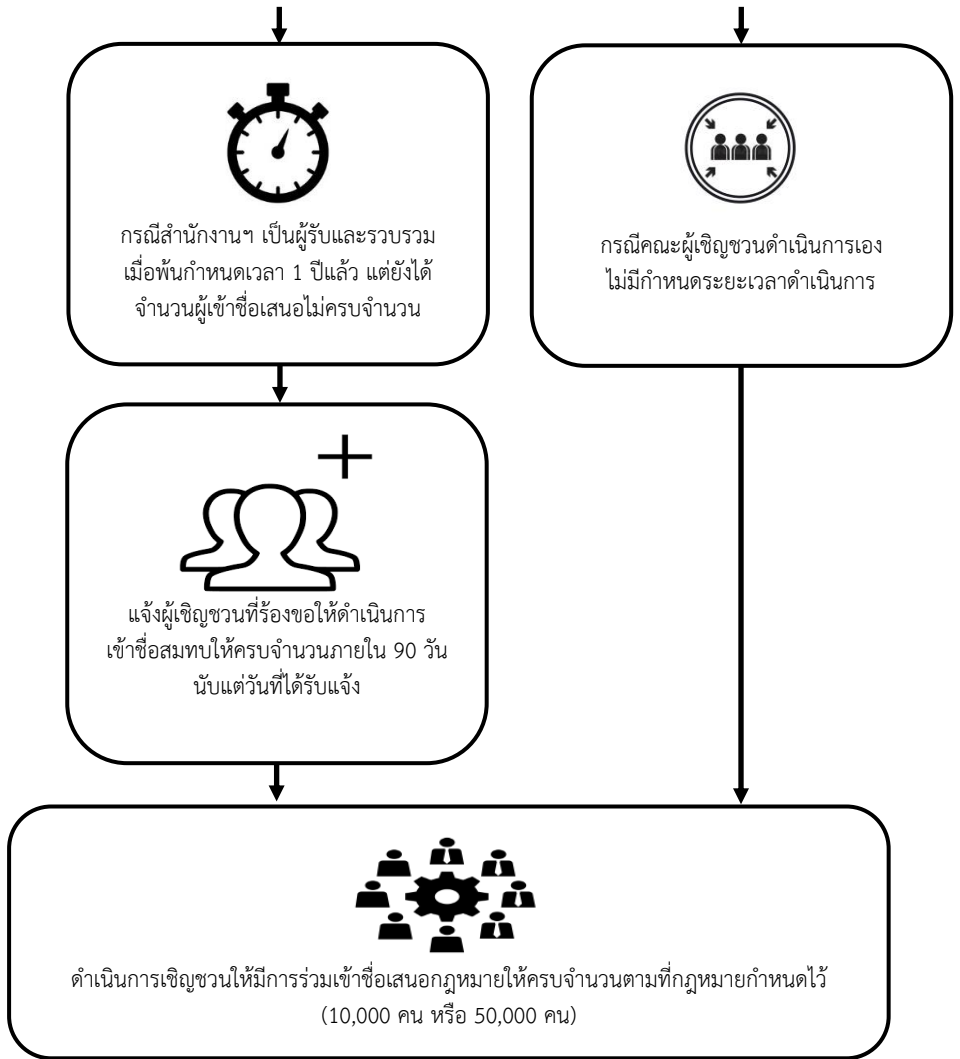 กรณีสำนักงานฯ เป็นผู้รับและรวบรวม
เมื่อพ้นกำหนดเวลา 1 ปีแล้ว แต่ยังได้
จำนวนผู้เข้าชื่อเสนอไม่ครบจำนวน
กรณีคณะผู้เชิญชวนดำเนินการเอง
ไม่มีกำหนดระยะเวลาดำเนินการ
แจ้งผู้เชิญชวนที่ร้องขอให้ดำเนินการ
เข้าชื่อสมทบให้ครบจำนวนภายใน 90 วัน
นับแต่วันที่ได้รับแจ้ง
ดำเนินการเชิญชวนให้มีการร่วมเข้าชื่อเสนอกฎหมายให้ครบจำนวนตามที่กฎหมายกำหนดไว้
(10,000 คน หรือ 50,000 คน)